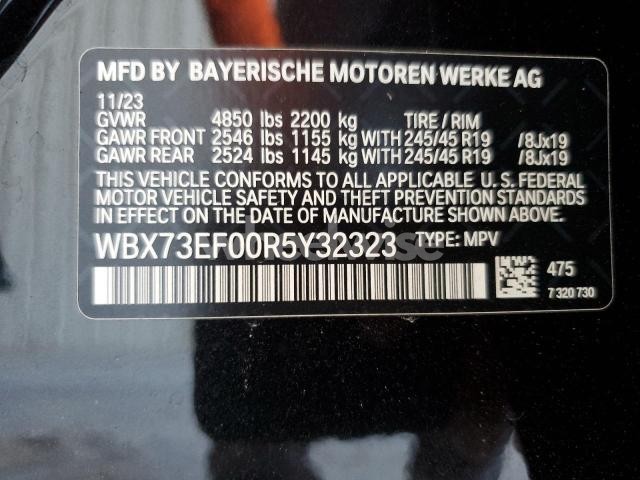 MFD BY BAYERISCHE MOTOREN WERKE AG
11/23
GVWR 4850 lbs 2200 kg TIRE / RIM
GAWR FRONT 2546 lbs 1155 kg WITH 245/45 R19 /8Jx19
GAWR REAR 2524 lbs 1145 kg WITH 245/45 R19 /8Jx19
THIS VEHICLE CONFORMS TO ALL APPLICABLE U. S. FEDERAL
MOTOR VEHICLE SAFETY AND THEFT PREVENTION STANDARDS
IN EFFECT ON THE DATE OF MANUFACTURE SHOWN ABOVE.
WBX73EF00R5Y32323 TYPE: MPV
475
7 320 730